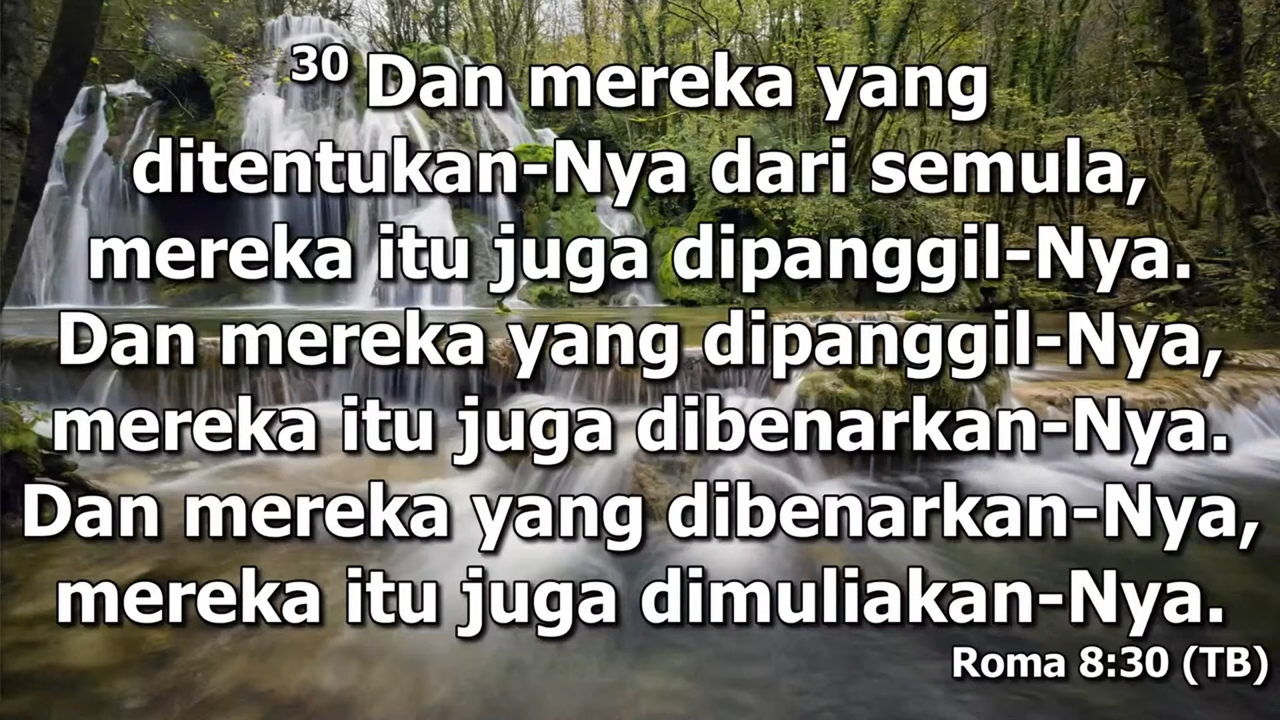 30 Dan mereka yang
ditentukan-Nya dari semula,
mereka itu juga dipanggil-Nya.
Dan mereka yang dipanggil-Nya,
mereka itu juga dibenarkan-Nya.
Dan mereka yang dibenarkan-Nya,
mereka itu juga dimuliakan-Nya.
Roma 8:30 (TB)